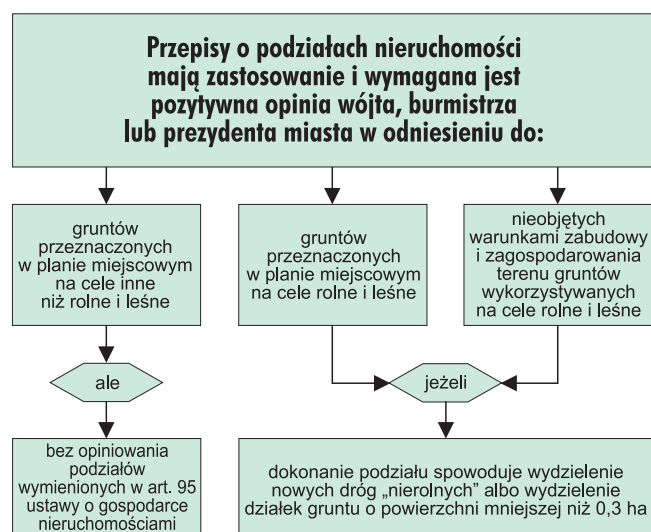 Przepisy o podziałach nieruchomości
mają zastosowanie i wymagana jest
pozytywna opinia wójta, burmistrza
lub prezydenta miasta w odniesieniu do:
gruntów
przeznaczonych
w planie miejscowym
na cele inne
niż rolne i leśne
gruntów
przeznaczonych
w planie miejscowym
na cele rolne i leśne
nieobjętych
warunkami zabudowy
i zagospodarowania
terenu gruntów
wykorzystywanych
na cele rolne i leśne
ale
jeżeli
bez opiniowania
podziałów
wymienionych w art. 95
ustawy o gospodarce
nieruchomościami
dokonanie podziału spowoduje wydzielenie
nowych dróg „nierolnych” albo wydzielenie
działek gruntu o powierzchni mniejszej niż 0,3 ha